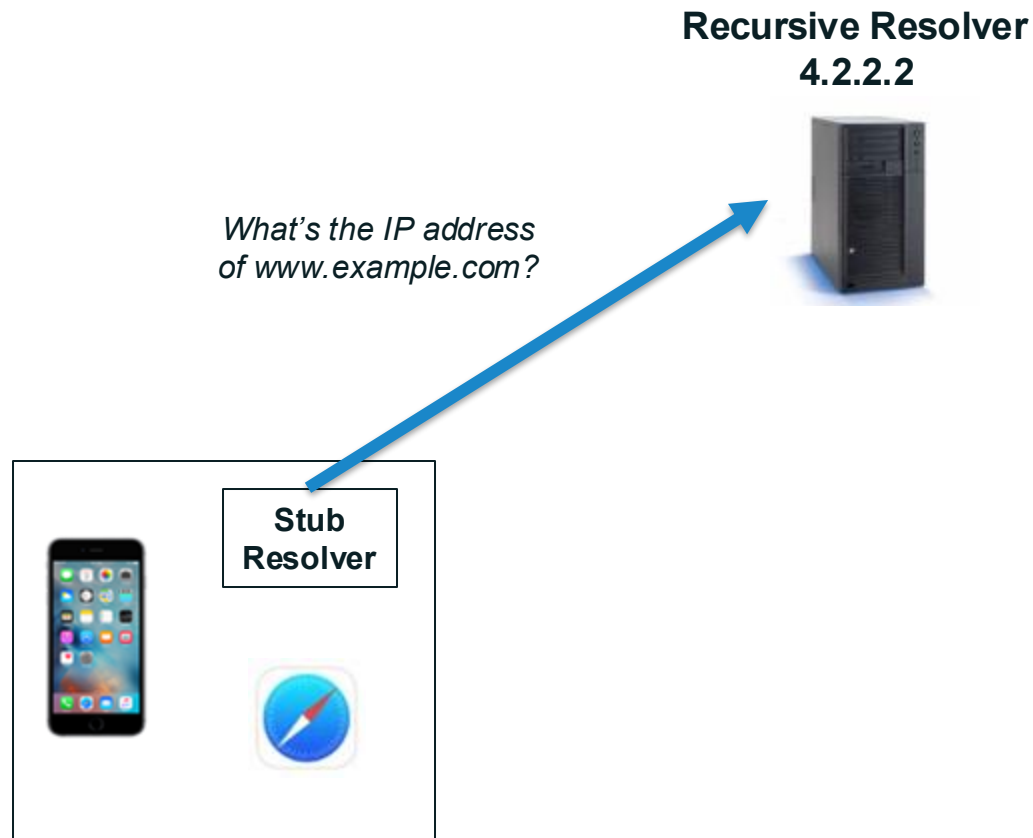 Recursive Resolver
4.2.2.2
What’s the IP address
of www.example.com?
Stub
Resolver